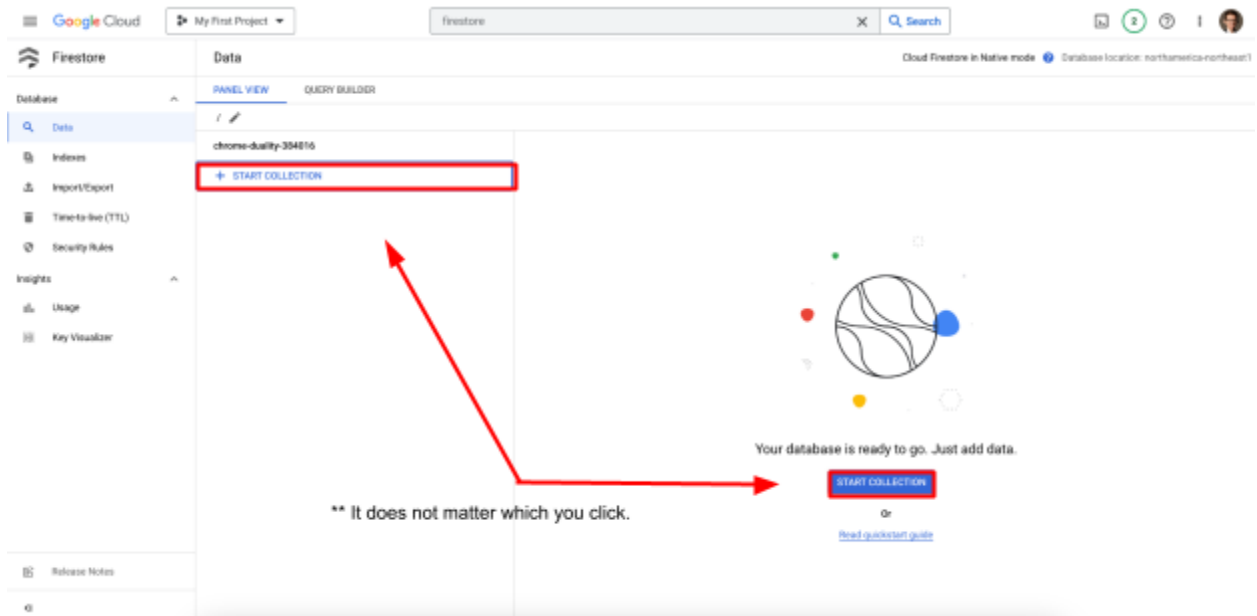 Google Cloud
My First Project
firestore
Search
2
Firestore
Data
Cloud Firestore in Native mode
Database location: northamerica-northeast1
Database
PANEL VIEW
QUERY BUILDER
Data
/
Indexes
chrome-duality-384016
Import/Export
+ START COLLECTION
Time-to-live (TTL)
Security Rules
Insights
Usage
Key Visualizer
Your database is ready to go. Just add data.
START COLLECTION
** It does not matter which you click.
Or
Read quickstart guide
Release Notes